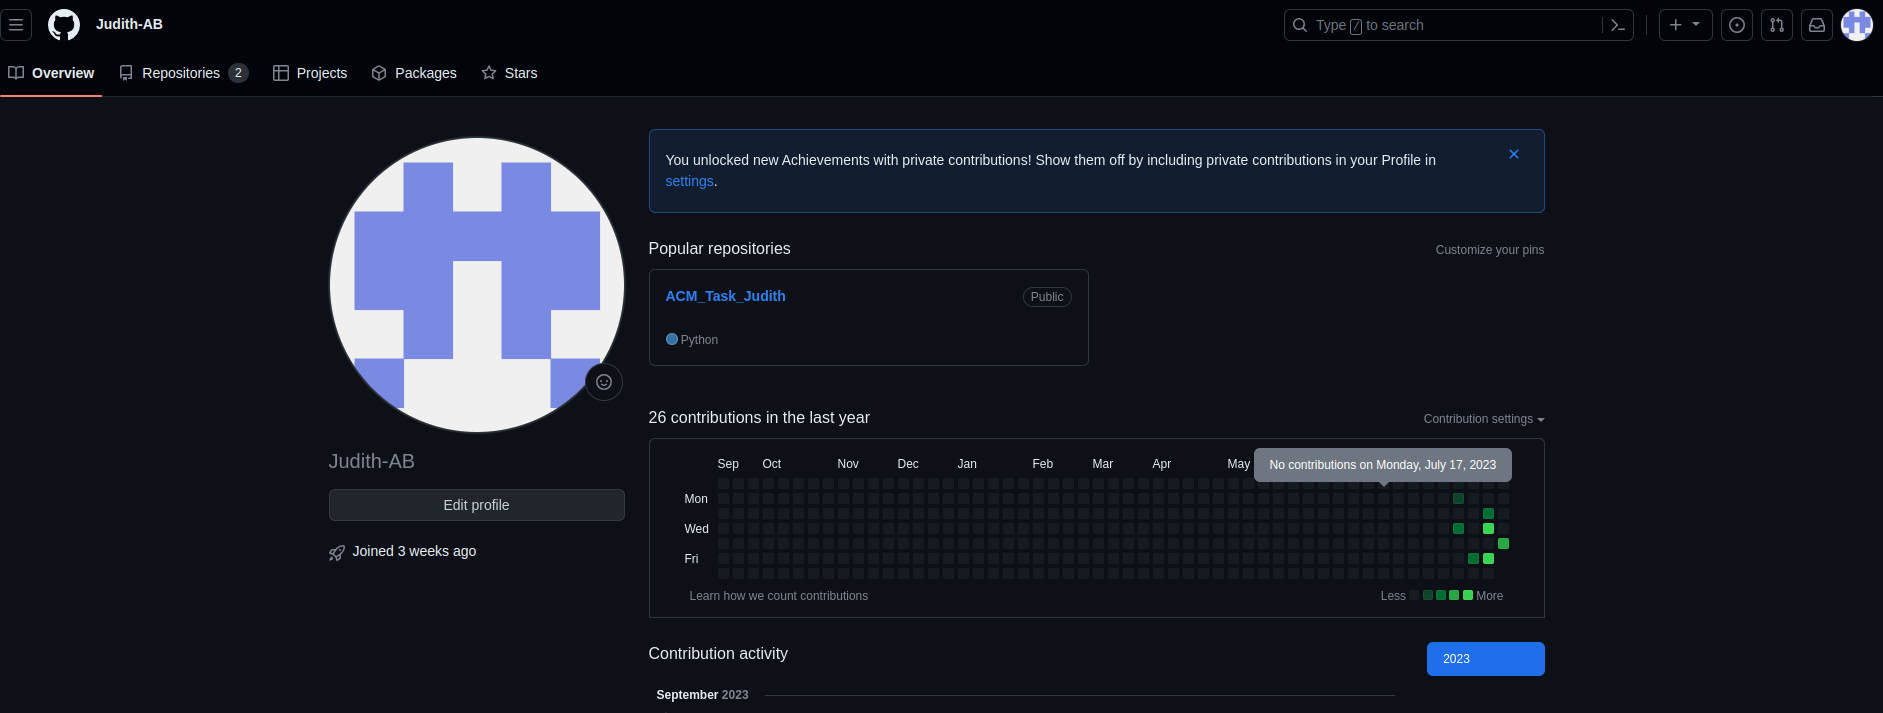 Judith-AB
Type / to search
Overview
Repositories 2
Projects
Packages
Stars
You unlocked new Achievements with private contributions! Show them off by including private contributions in your Profile in
settings.
Popular repositories
Customize your pins
ACM_Task_Judith
Public
Python
26 contributions in the last year
Contribution settings
Sep Oct Nov Dec Jan Feb Mar Apr May
No contributions on Monday, July 17, 2023
Mon
Wed
Fri
Learn how we count contributions
Less More
Judith-AB
Edit profile
Joined 3 weeks ago
Contribution activity
2023
September 2023